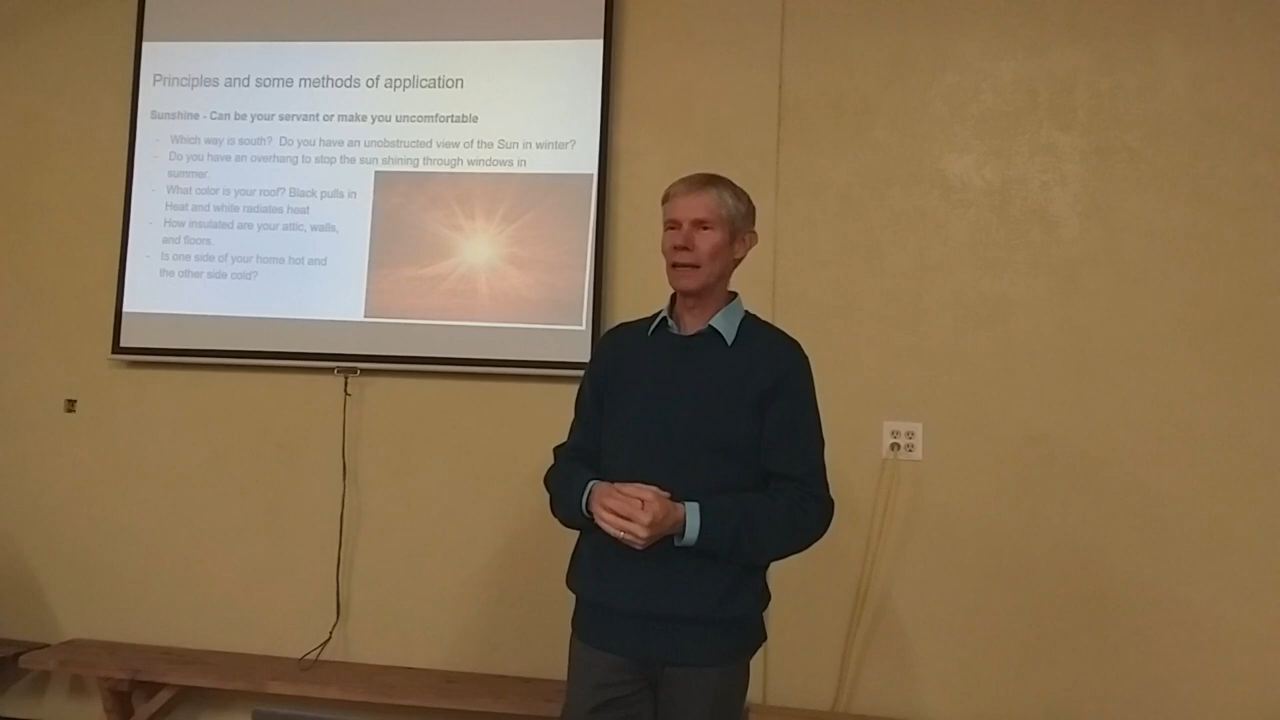 Principles and some methods of application
Sunshine - Can be your servant or make you uncomfortable
- Which way is south? Do you have an unobstructed view of the Sun in winter?
- Do you have an overhang to stop the sun shining through windows in
summer.
- What color is your roof? Black pulls in
Heat and white radiates heat
- How insulated are your attic, walls,
and floors.
- Is one side of your home hot and
the other side cold?